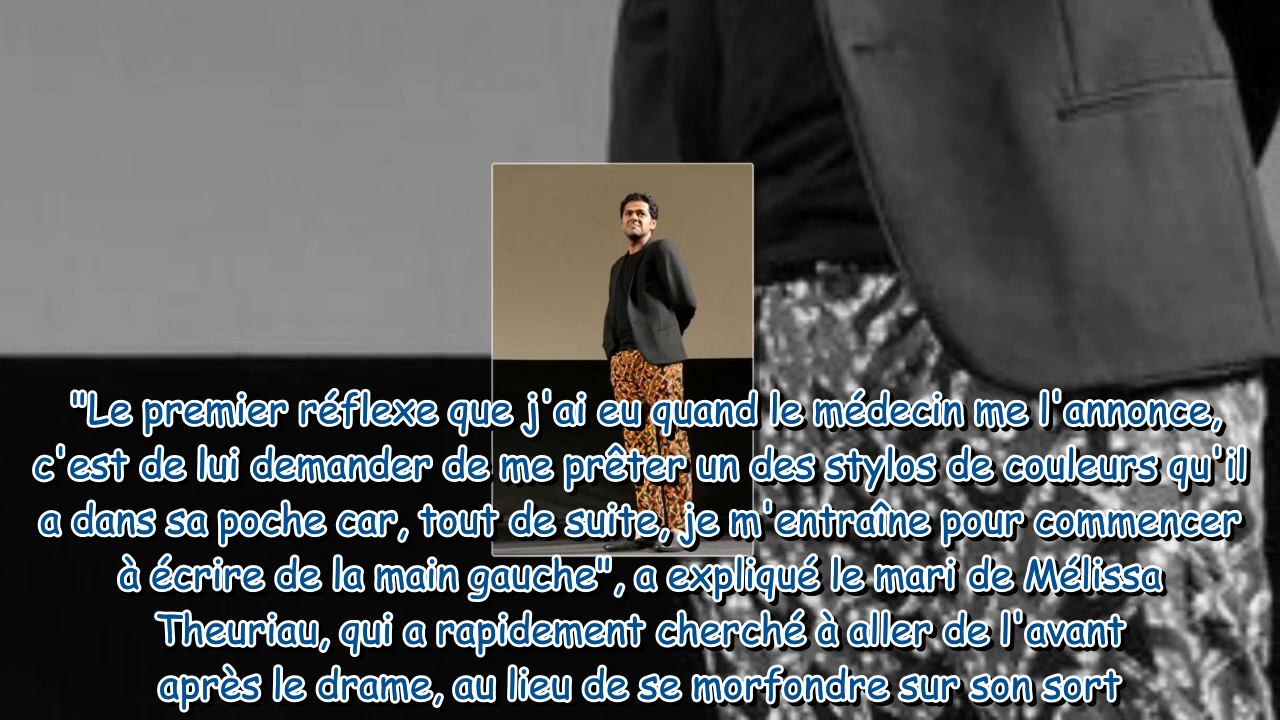 "Le premier réflexe que j'ai eu quand le médecin me l'annonce,
c'est de lui demander de me prêter un des stylos de couleurs qu'il
a dans sa poche car, tout de suite, je m'entraîne pour commencer
à écrire de la main gauche", a expliqué le mari de Mélissa
Theuriau, qui a rapidement cherché à aller de l'avant
après le drame, au lieu de se morfondre sur son sort